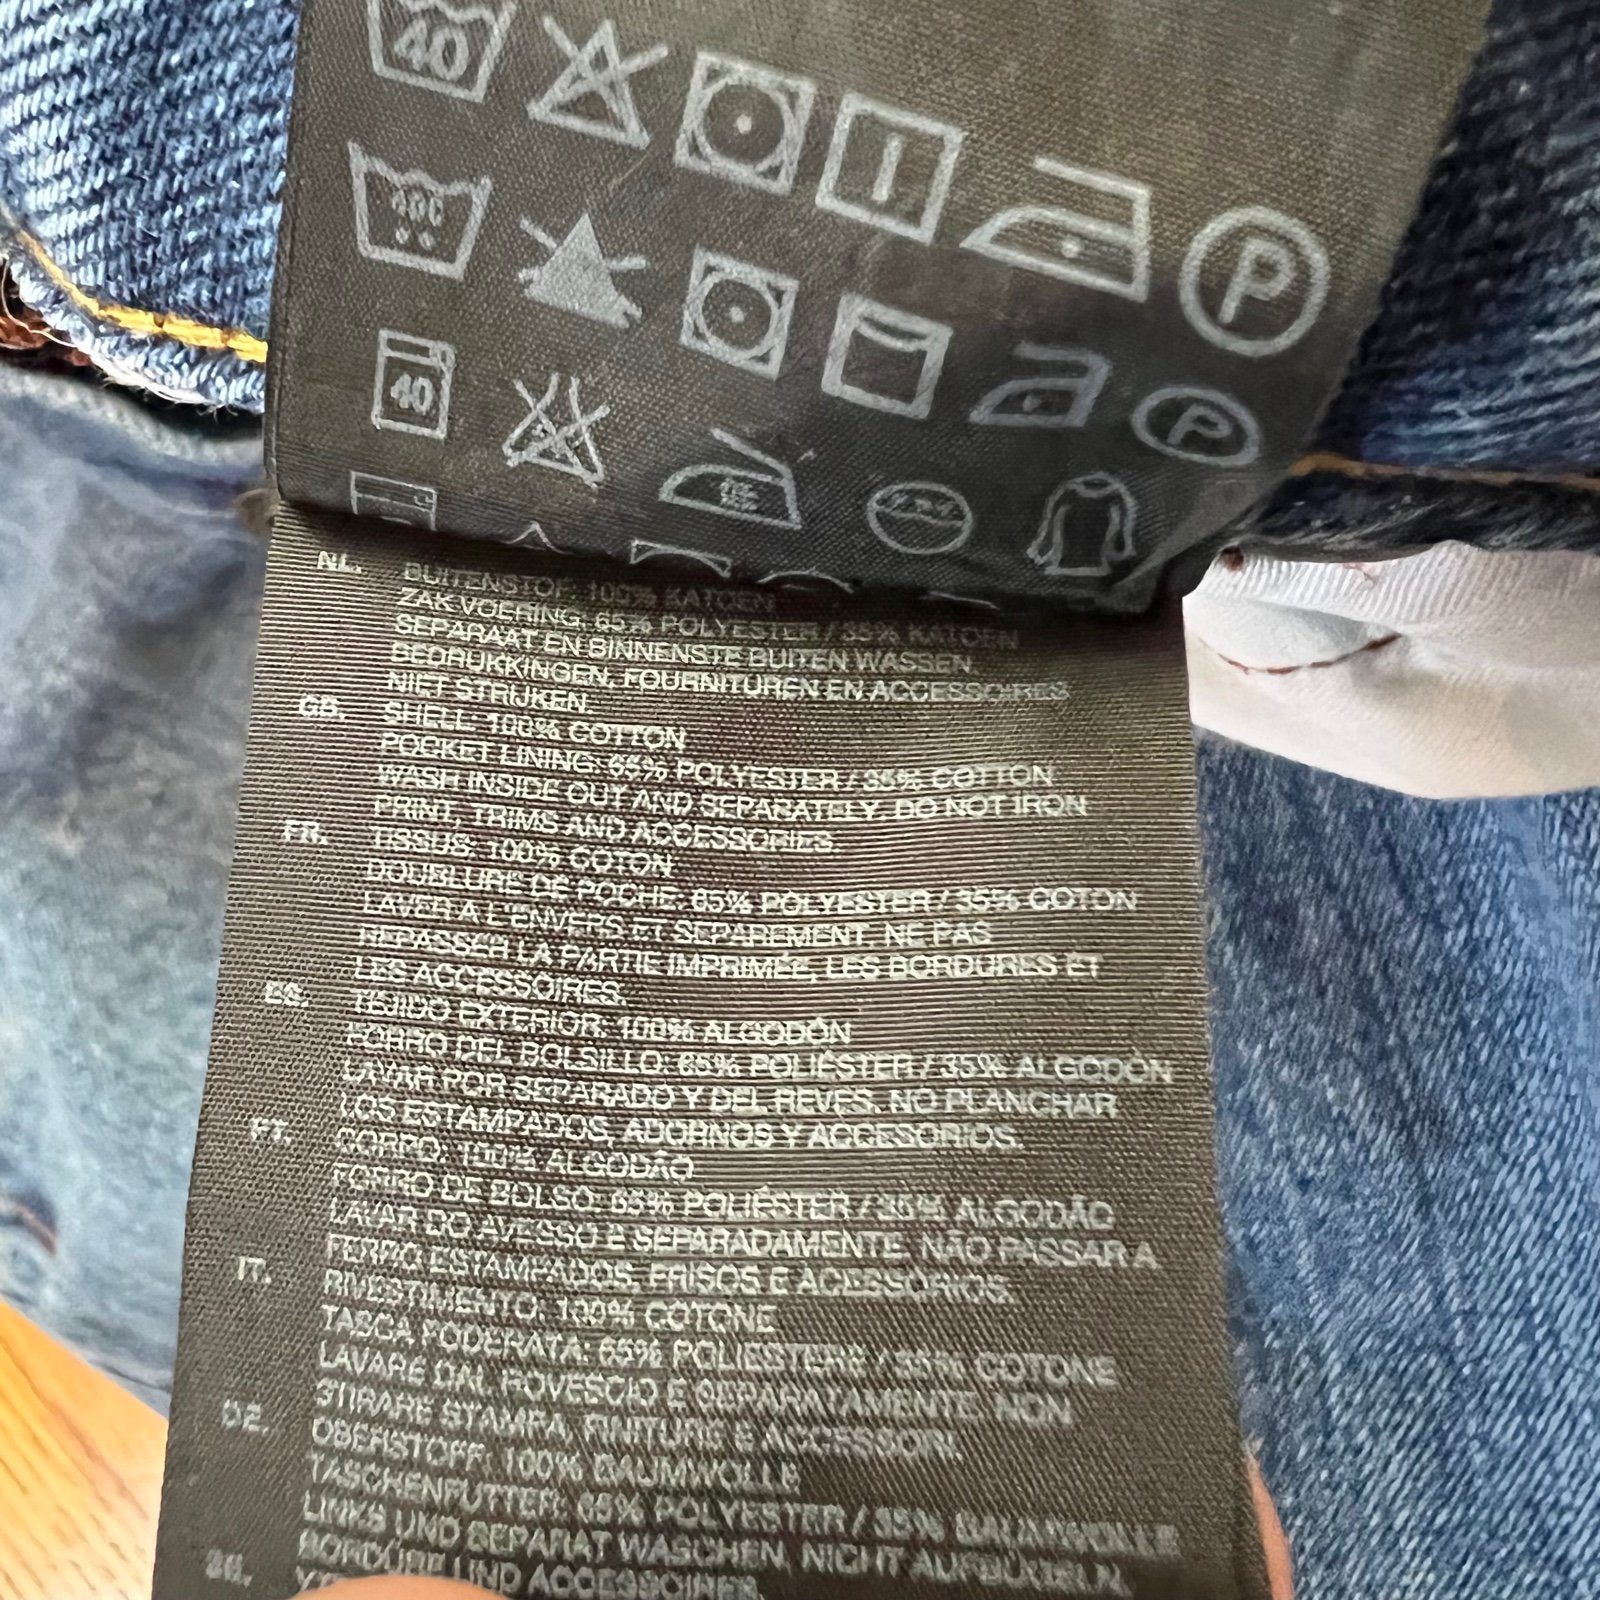 40
P
P
40
NL. BUITENSTOF: 100% KATOEN
ZAK VOERING: 65% POLYESTER / 35% KATOEN
SEPARAAT EN BINNENSTE BUITEN WASSEN.
BEDRUKKINGEN, FOURNITUREN EN ACCESSOIRES
NIET STRIJKEN.
GB. SHELL: 100% COTTON
POCKET LINING: 65% POLYESTER / 35% COTTON
WASH INSIDE OUT AND SEPARATELY. DO NOT IRON
PRINT, TRIMS AND ACCESSORIES.
FR. TISSUS: 100% COTON
DOUBLURE DE POCHE: 65% POLYESTER / 35% COTON
LAVER A L'ENVERS ET SEPAREMENT. NE PAS
REPASSER LA PARTIE IMPRIMÉE, LES BORDURES ET
LES ACCESSOIRES.
ES. TEJIDO EXTERIOR: 100% ALGODÓN
FORRO DEL BOLSILLO: 65% POLIÉSTER / 35% ALGODÓN
LAVAR POR SEPARADO Y DEL REVES. NO PLANCHAR
LOS ESTAMPADOS, ADORNOS Y ACCESORIOS.
PT. CORPO: 100% ALGODÃO
FORRO DE BOLSO: 65% POLIÉSTER / 35% ALGODÃO
LAVAR DO AVESSO E SEPARADAMENTE. NÃO PASSAR A
FERRO ESTAMPADOS, FRISOS E ACESSÓRIOS.
IT. RIVESTIMENTO: 100% COTONE
TASCA FODERATA: 65% POLIESTERE / 35% COTONE
LAVARE DAL ROVESCIO E SEPARATAMENTE. NON
STIRARE STAMPA, FINITURE E ACCESSORI.
DE. OBERSTOFF: 100% BAUMWOLLE
TASCHENFUTTER: 65% POLYESTER / 35% BAUMWOLLE
LINKS UND SEPARAT WASCHEN, NICHT AUFBÜGELN,
BORDÜRE UND ACCESSOIRES.